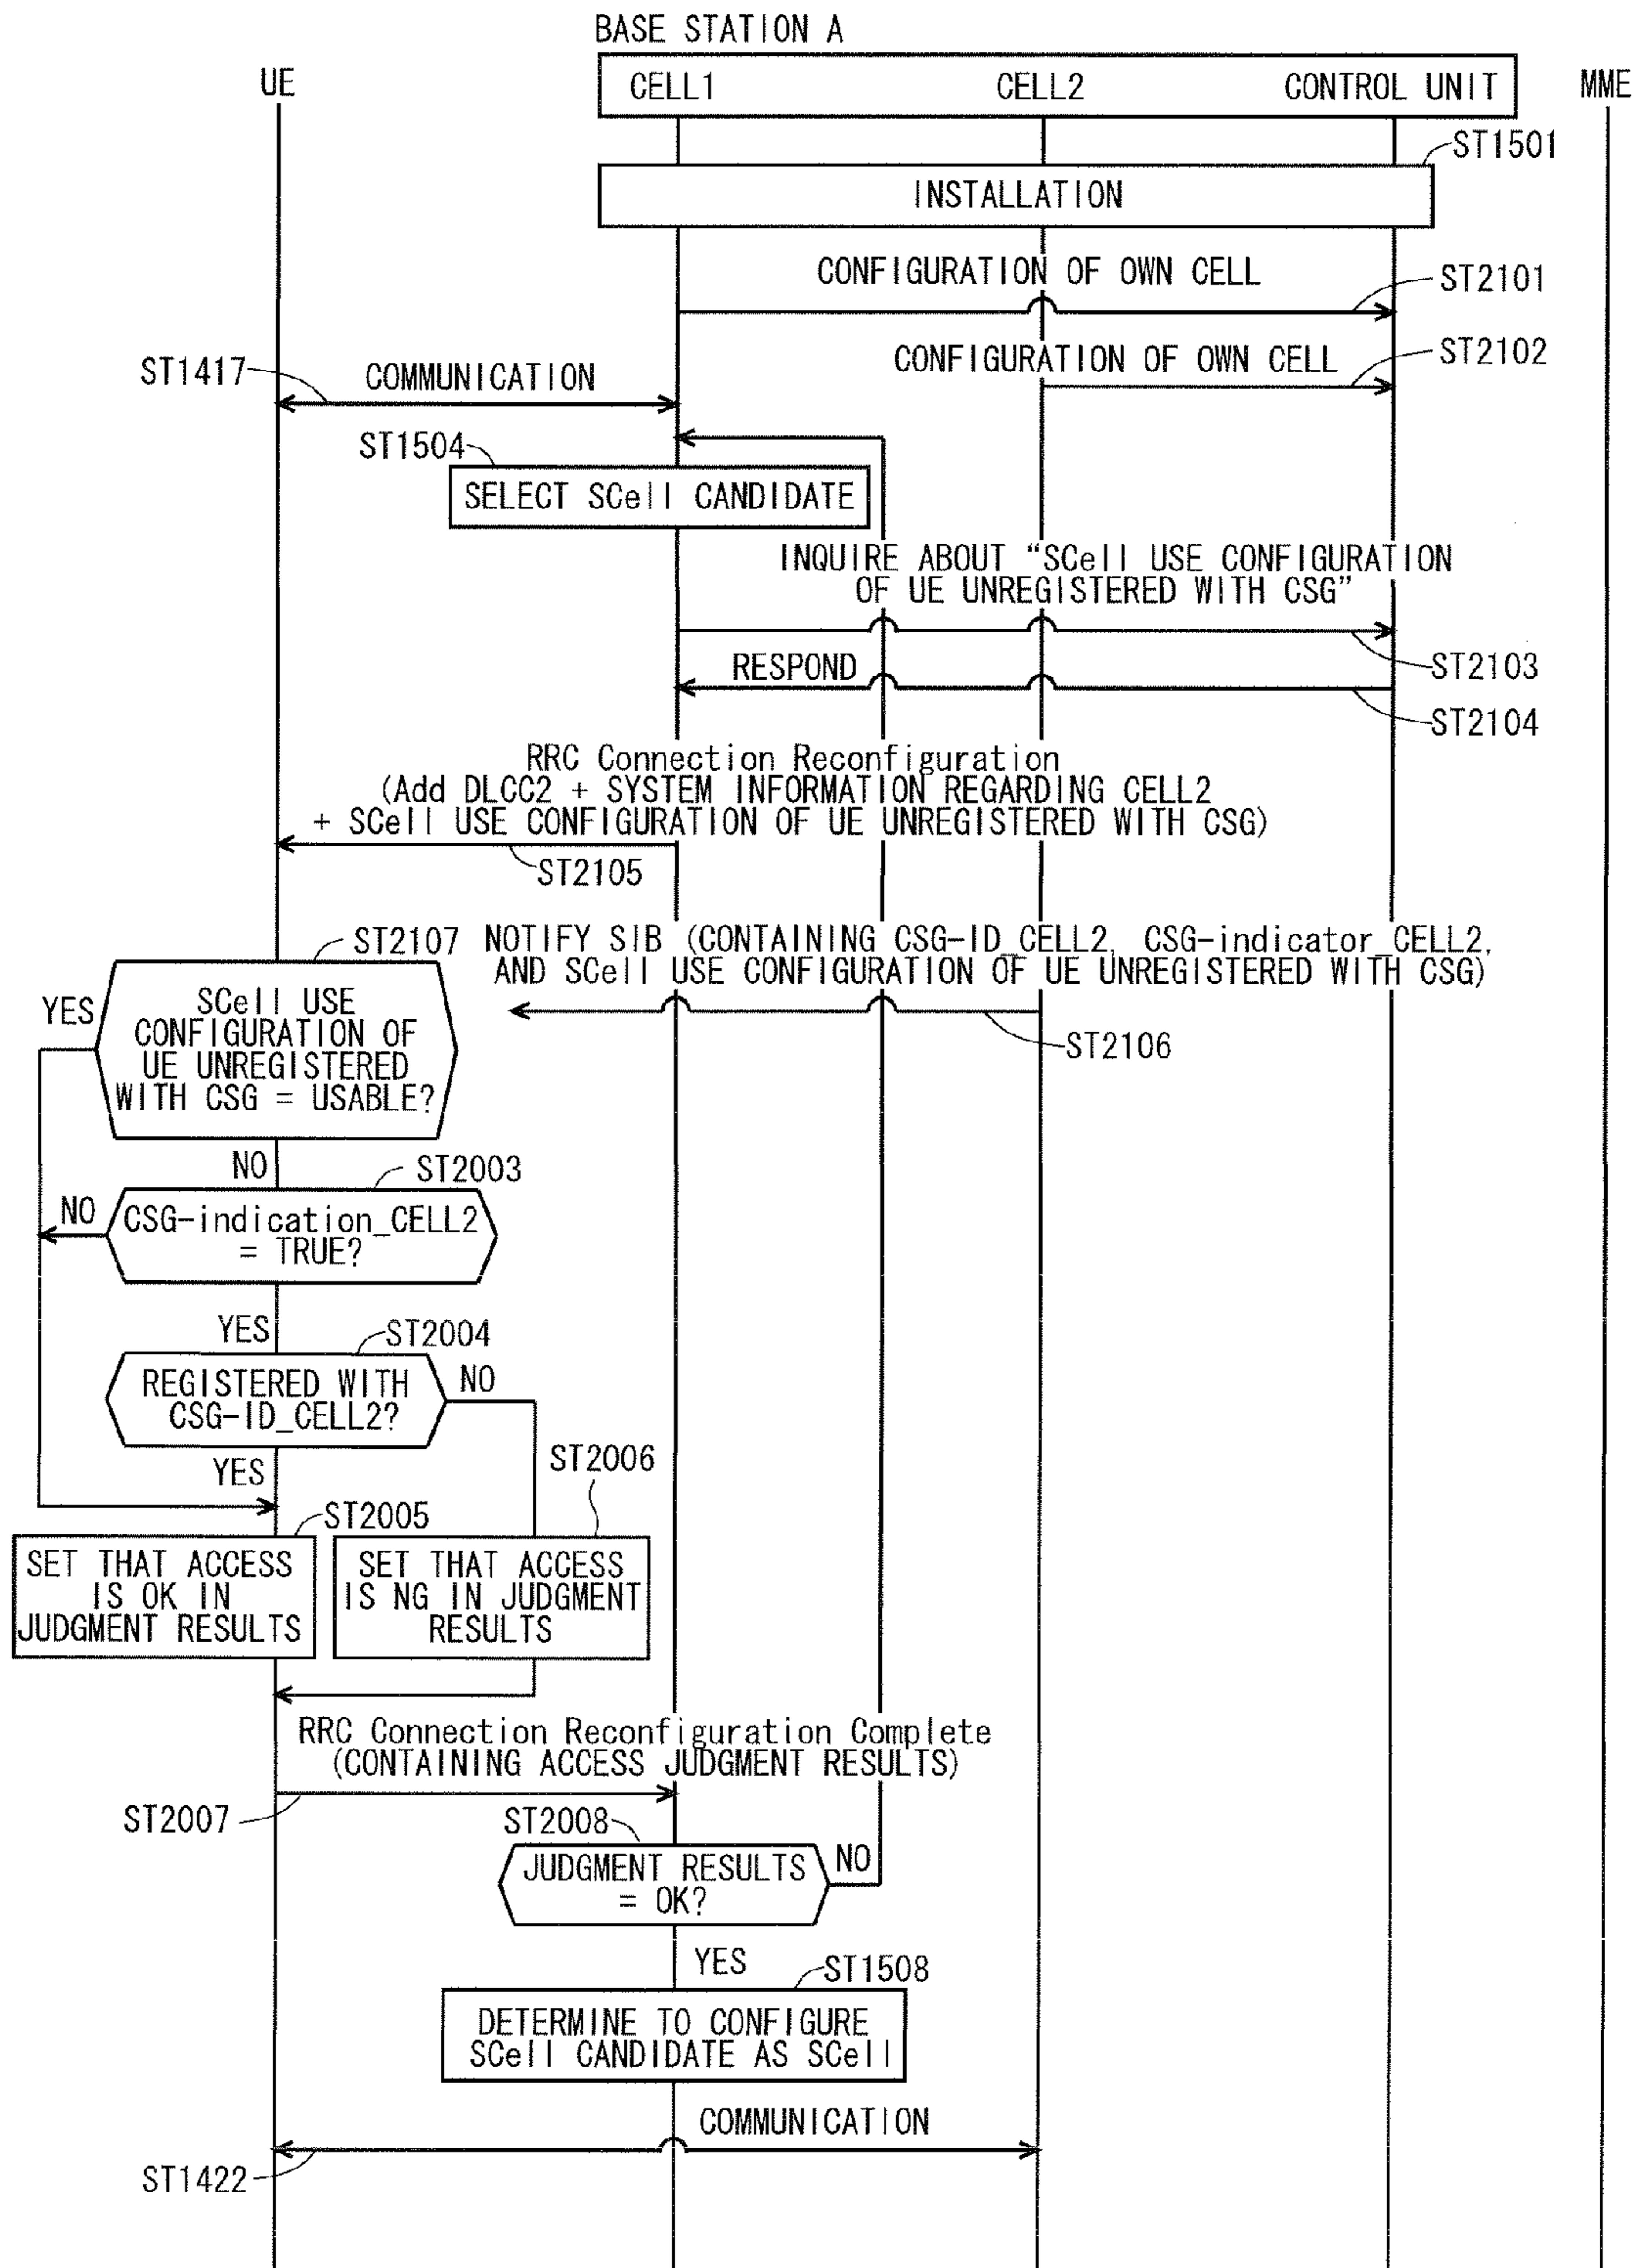 BASE STATION A
UE
CELL1
CELL2
CONTROL UNIT
MME
ST1501
INSTALLATION
CONFIGURATION OF OWN CELL
ST2101
CONFIGURATION OF OWN CELL
ST2102
ST1417
COMMUNICATION
ST1504
SELECT SCell CANDIDATE
INQUIRE ABOUT “SCell USE CONFIGURATION
OF UE UNREGISTERED WITH CSG”
ST2103
RESPOND
ST2104
RRC Connection Reconfiguration
(Add DLCC2 + SYSTEM INFORMATION REGARDING CELL2
+ SCell USE CONFIGURATION OF UE UNREGISTERED WITH CSG)
ST2105
NOTIFY SIB (CONTAINING CSG-ID_CELL2, CSG-indicator_CELL2,
AND SCell USE CONFIGURATION OF UE UNREGISTERED WITH CSG)
ST2106
ST2107
YES
SCell USE
CONFIGURATION OF
UE UNREGISTERED
WITH CSG = USABLE?
NO
ST2003
NO
CSG-indication_CELL2
= TRUE?
YES
ST2004
REGISTERED WITH
CSG-ID_CELL2?
NO
YES
ST2006
ST2005
SET THAT ACCESS
IS OK IN
JUDGMENT RESULTS
SET THAT ACCESS
IS NG IN JUDGMENT
RESULTS
RRC Connection Reconfiguration Complete
(CONTAINING ACCESS JUDGMENT RESULTS)
ST2007
ST2008
JUDGMENT RESULTS
= OK?
NO
YES
ST1508
DETERMINE TO CONFIGURE
SCell CANDIDATE AS SCell
COMMUNICATION
ST1422